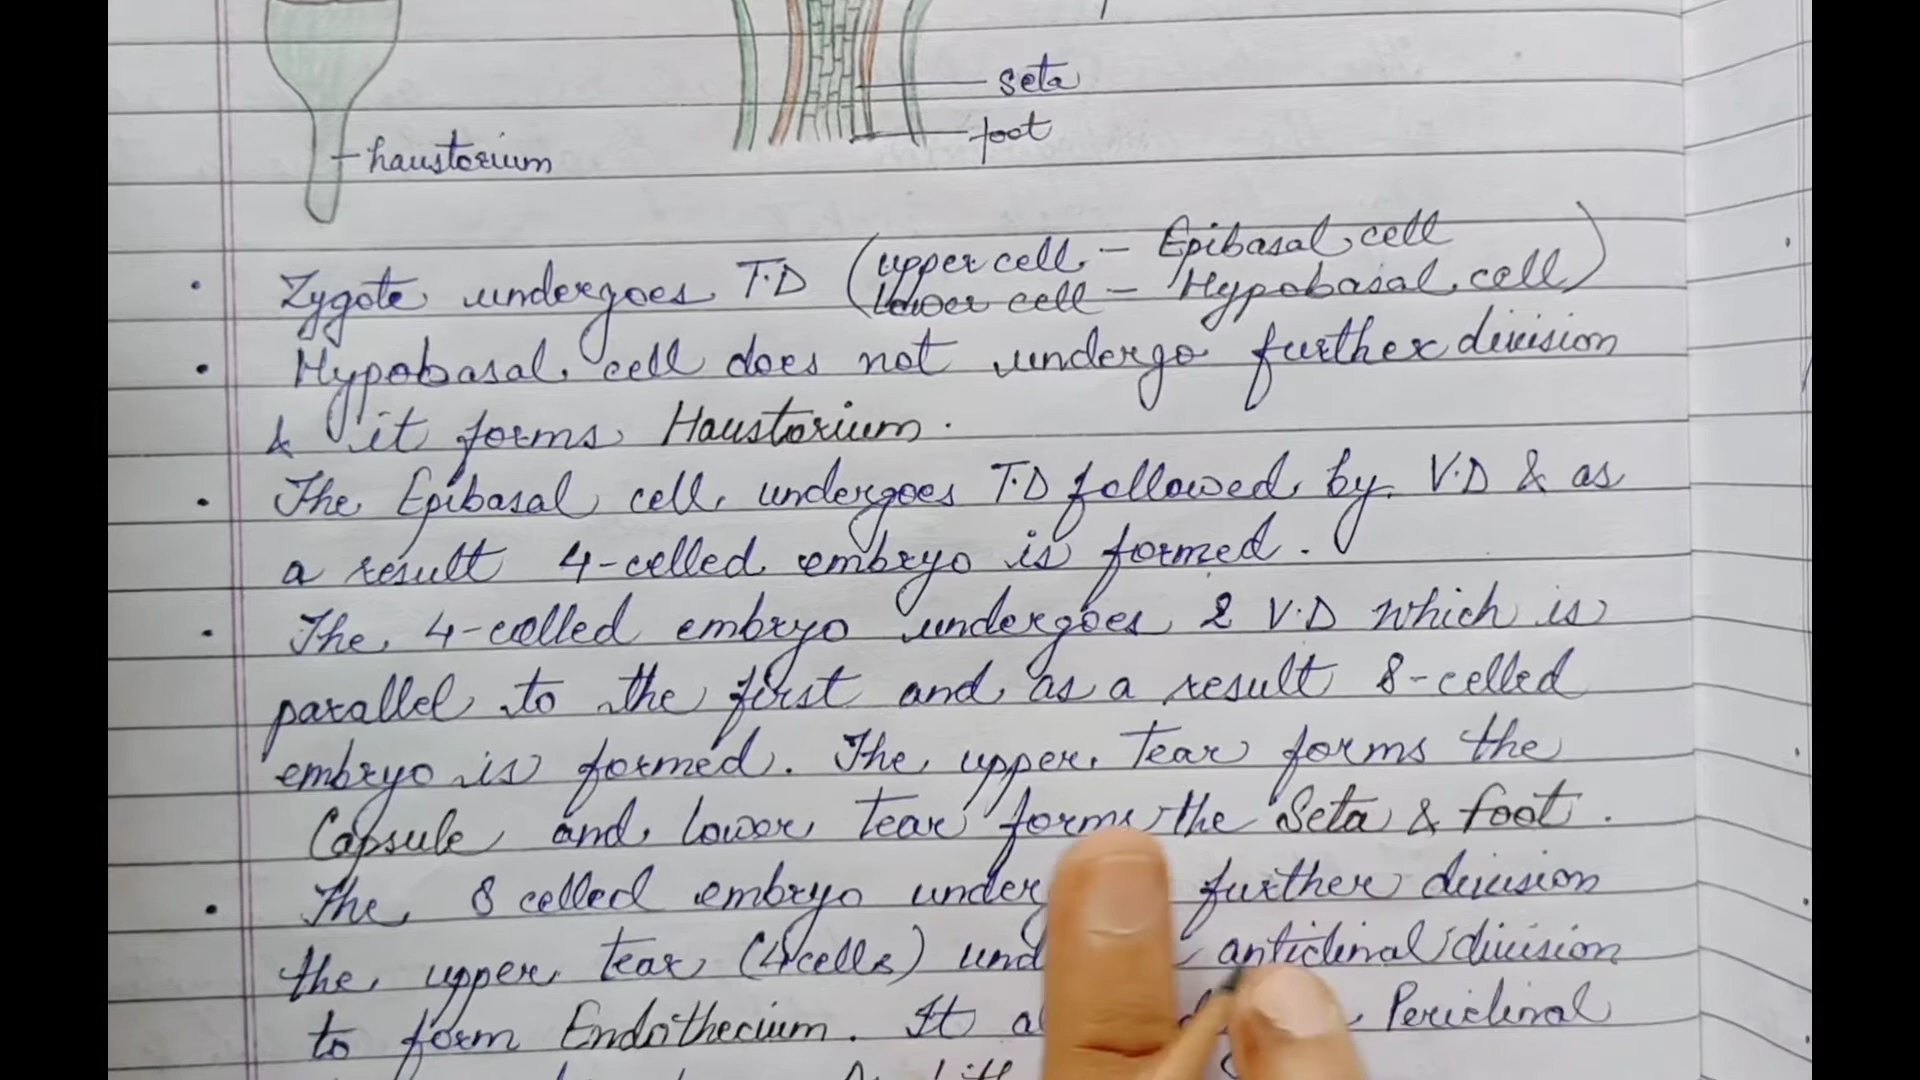 seta
foot
haustorium
Zygote undergoes T.D (upper cell - Epibasal cell
lower cell - Hypobasal cell)
• Hypobasal cell does not undergo further division
& it forms Haustorium.
• The Epibasal cell undergoes T.D followed by V.D & as
a result 4-celled embryo is formed.
• The 4-celled embryo undergoes 2 V.D which is
parallel to the first and as a result 8-celled
embryo is formed. The upper tear forms the
Capsule and lower tear forms the Seta & foot.
• The 8 celled embryo further division
the upper tear (4 cells) anticlinal division
to form Endothecium. It Periclinal